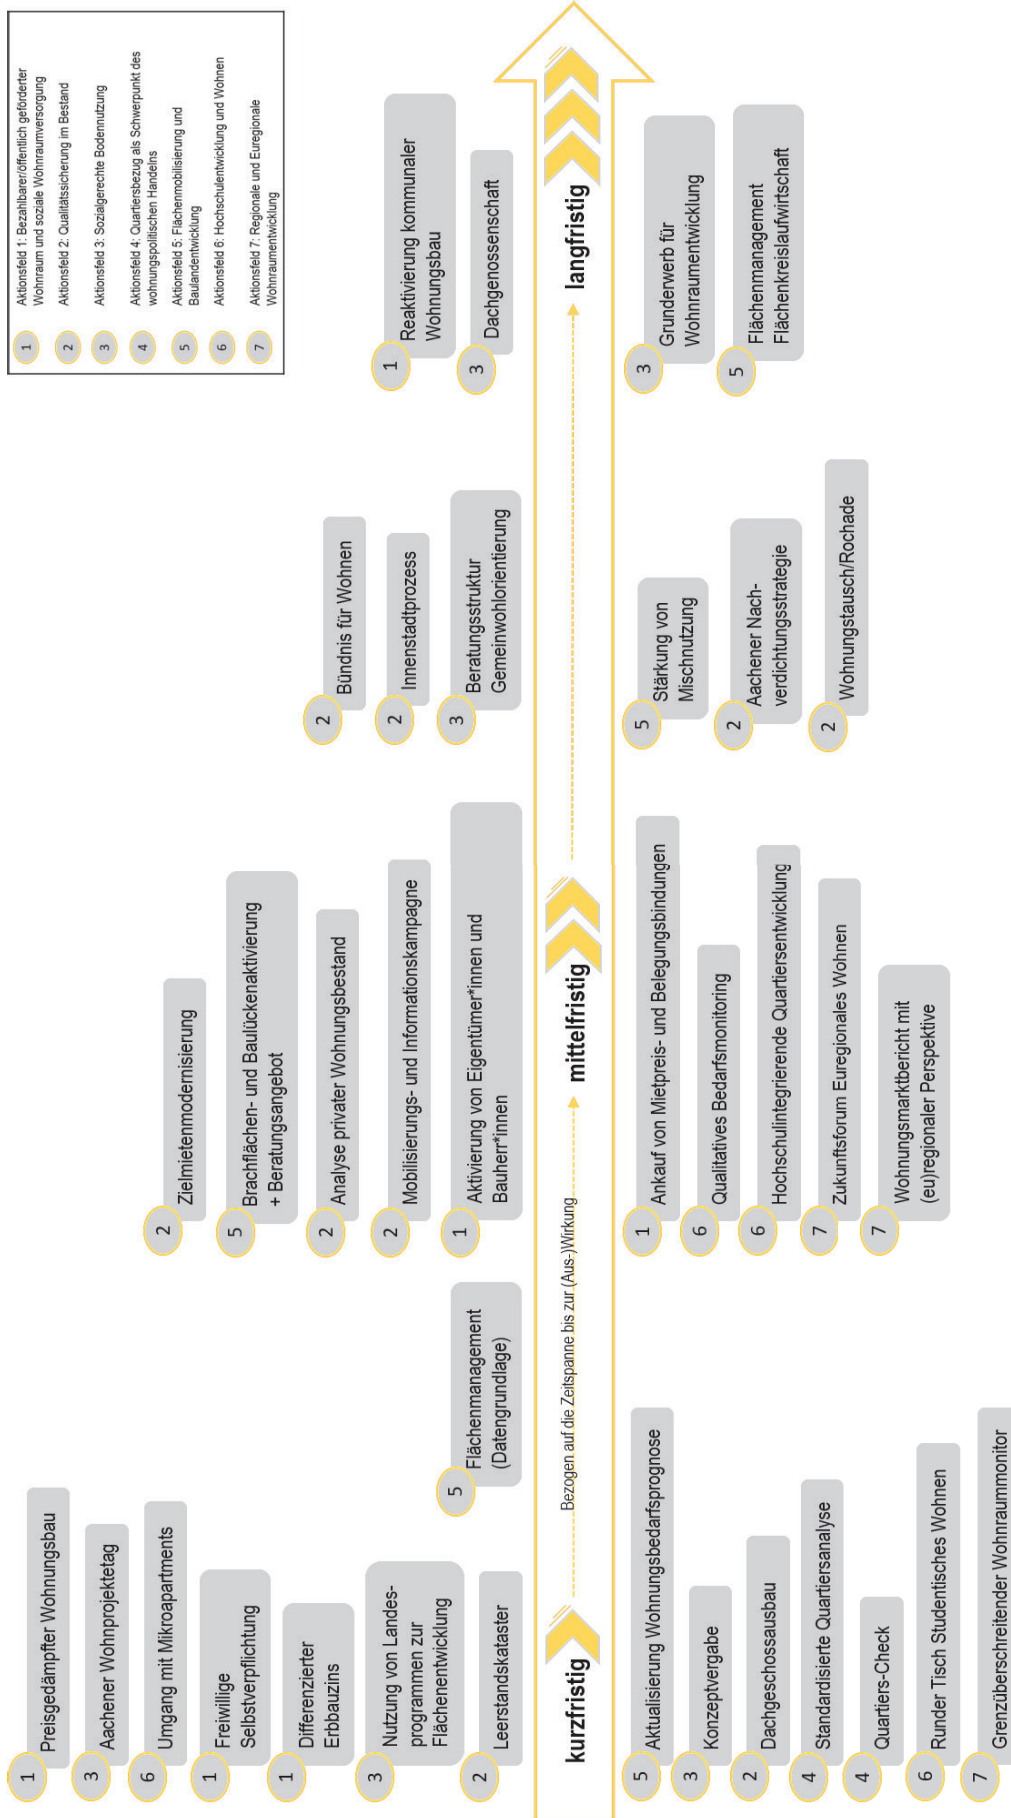 1
Preisgedämpfter Wohnungsbau
3
Aachener Wohnprojektetag
6
Umgang mit Mikroapartments
1
Freiwillige
Selbstverpflichtung
1
Differenzierter
Erbbauzins
3
Nutzung von Landes-
programmen zur
Flächenentwicklung
2
Leerstandskataster
5
Flächenmanagement
(Datengrundlage)
2
Zielmietenmodernisierung
5
Brachflächen- und Baulückenaktivierung
+ Beratungsangebot
2
Analyse privater Wohnungsbestand
2
Mobilisierungs- und Informationskampagne
1
Aktivierung von Eigentümer*innen und
Bauherr*innen
2
Bündnis für Wohnen
2
Innenstadtprozess
3
Beratungsstruktur
Gemeinwohlorientierung
1
Reaktivierung kommunaler
Wohnungsbau
3
Dachgenossenschaft
1
Aktionsfeld 1: Bezahlbarer/öffentlich geförderter
Wohnraum und soziale Wohnraumversorgung
2
Aktionsfeld 2: Qualitätssicherung im Bestand
3
Aktionsfeld 3: Sozialgerechte Bodennutzung
4
Aktionsfeld 4: Quartiersbezug als Schwerpunkt des
wohnungspolitischen Handelns
5
Aktionsfeld 5: Flächenmobilisierung und
Baulandentwicklung
6
Aktionsfeld 6: Hochschulentwicklung und Wohnen
7
Aktionsfeld 7: Regionale und Euregionale
Wohnraumentwicklung
kurzfristig
Bezogen auf die Zeitspanne bis zur (Aus-)Wirkung
mittelfristig
langfristig
5
Aktualisierung Wohnungsbedarfsprognose
3
Konzeptvergabe
2
Dachgeschossausbau
4
Standardisierte Quartiersanalyse
4
Quartiers-Check
6
Runder Tisch Studentisches Wohnen
7
Grenzüberschreitender Wohnraummonitor
1
Ankauf von Mietpreis- und Belegungsbindungen
6
Qualitatives Bedarfsmonitoring
6
Hochschulintegrierende Quartiersentwicklung
7
Zukunftsforum Euregionales Wohnen
7
Wohnungsmarktbericht mit
(eu)regionaler Perspektive
5
Stärkung von
Mischnutzung
2
Aachener Nach-
verdichtungsstrategie
2
Wohnungstausch/Rochade
3
Grunderwerb für
Wohnraumentwicklung
5
Flächenmanagement
Flächenkreislaufwirtschaft